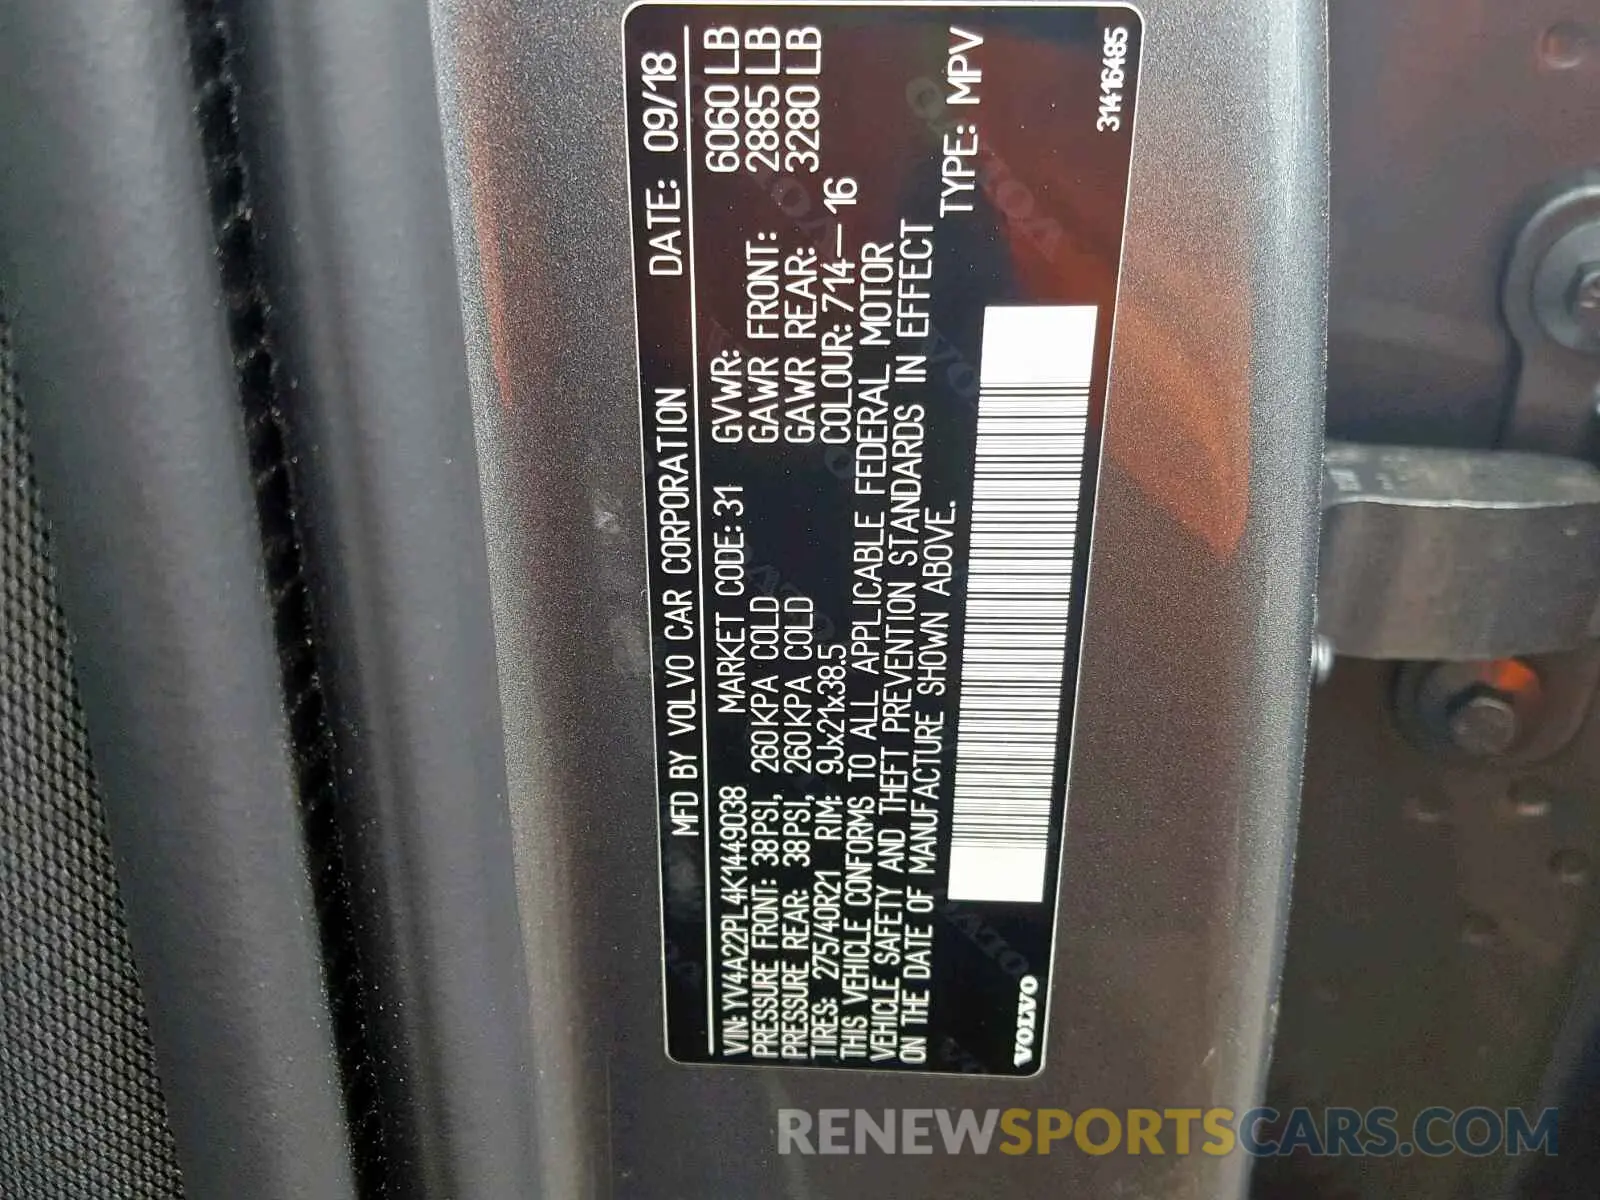 MFD BY VOLVO CAR CORPORATION DATE: 09/18
VIN: YV4A22PL4K1449038 MARKET CODE: 31 GVWR: 6060 LB
PRESSURE FRONT: 38PSI, 260KPA COLD GAWR FRONT: 2885 LB
PRESSURE REAR: 38PSI, 260KPA COLD GAWR REAR: 3280 LB
TIRES: 275/40R21 RIM: 9Jx21x38.5 COLOUR: 714—16
THIS VEHICLE CONFORMS TO ALL APPLICABLE FEDERAL MOTOR
VEHICLE SAFETY AND THEFT PREVENTION STANDARDS IN EFFECT
ON THE DATE OF MANUFACTURE SHOWN ABOVE. TYPE: MPV
VOLVO
31416485
RENEWSPORTSCARS.COM